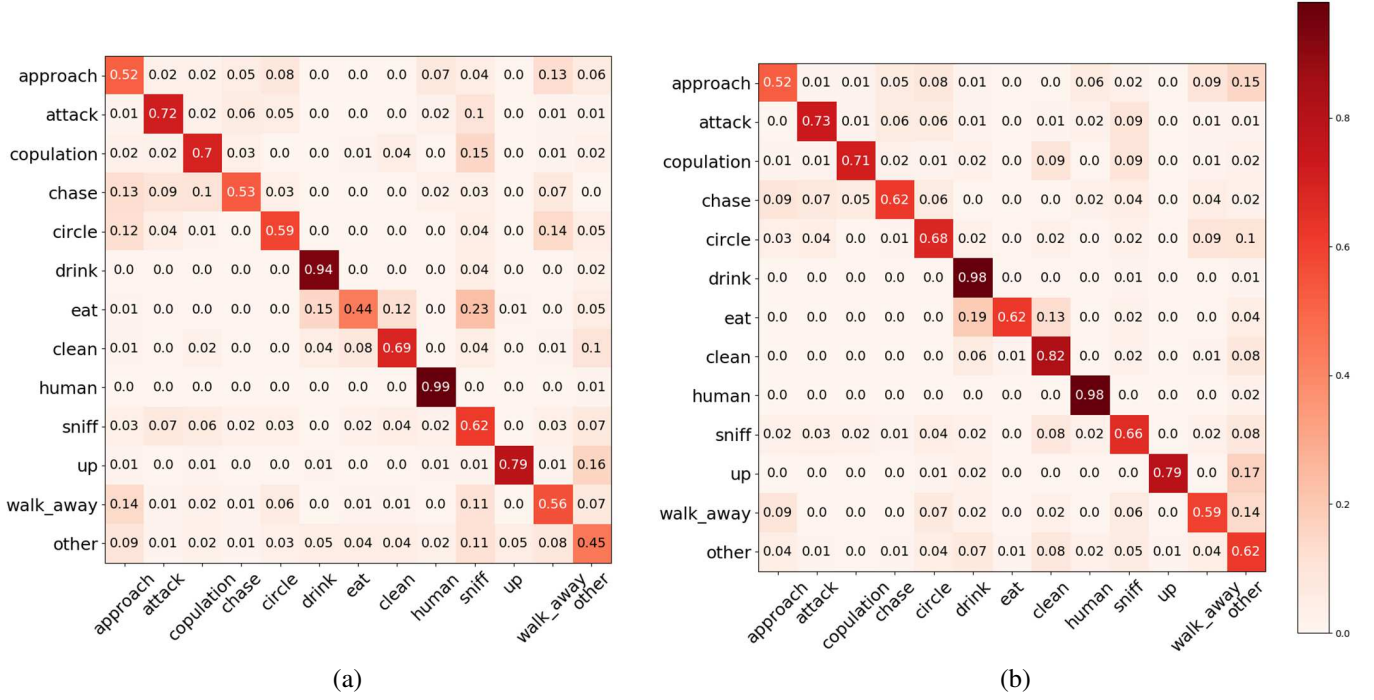 approach 0.52 0.02 0.02 0.05 0.08 0.0 0.0 0.0 0.07 0.04 0.0 0.13 0.06
attack 0.01 0.72 0.02 0.06 0.05 0.0 0.0 0.0 0.02 0.1 0.0 0.01 0.01
copulation 0.02 0.02 0.7 0.03 0.0 0.0 0.01 0.04 0.0 0.15 0.0 0.01 0.02
chase 0.13 0.09 0.1 0.53 0.03 0.0 0.0 0.0 0.02 0.03 0.0 0.07 0.0
circle 0.12 0.04 0.01 0.0 0.59 0.0 0.0 0.0 0.0 0.04 0.0 0.14 0.05
drink 0.0 0.0 0.0 0.0 0.0 0.94 0.0 0.0 0.0 0.04 0.0 0.0 0.02
eat 0.01 0.0 0.0 0.0 0.0 0.15 0.44 0.12 0.0 0.23 0.01 0.0 0.05
clean 0.01 0.0 0.02 0.0 0.0 0.04 0.08 0.69 0.0 0.04 0.0 0.01 0.1
human 0.0 0.0 0.0 0.0 0.0 0.0 0.0 0.0 0.99 0.0 0.0 0.0 0.01
sniff 0.03 0.07 0.06 0.02 0.03 0.0 0.02 0.04 0.02 0.62 0.0 0.03 0.07
up 0.01 0.0 0.01 0.0 0.0 0.01 0.0 0.0 0.01 0.01 0.79 0.01 0.16
walk_away 0.14 0.01 0.02 0.01 0.06 0.0 0.01 0.01 0.0 0.11 0.0 0.56 0.07
other 0.09 0.01 0.02 0.01 0.03 0.05 0.04 0.04 0.02 0.11 0.05 0.08 0.45
approach attack copulation chase circle drink eat clean human sniff up walk_away other
(a)
approach 0.52 0.01 0.01 0.05 0.08 0.01 0.0 0.0 0.06 0.02 0.0 0.09 0.15
attack 0.0 0.73 0.01 0.06 0.06 0.01 0.0 0.01 0.02 0.09 0.0 0.01 0.01
copulation 0.01 0.01 0.71 0.02 0.01 0.02 0.0 0.09 0.0 0.09 0.0 0.01 0.02
chase 0.09 0.07 0.05 0.62 0.06 0.0 0.0 0.0 0.02 0.04 0.0 0.04 0.02
circle 0.03 0.04 0.0 0.01 0.68 0.02 0.0 0.02 0.0 0.02 0.0 0.09 0.1
drink 0.0 0.0 0.0 0.0 0.0 0.98 0.0 0.0 0.0 0.01 0.0 0.0 0.01
eat 0.0 0.0 0.0 0.0 0.0 0.19 0.62 0.13 0.0 0.02 0.0 0.0 0.04
clean 0.0 0.0 0.0 0.0 0.0 0.06 0.01 0.82 0.0 0.02 0.0 0.01 0.08
human 0.0 0.0 0.0 0.0 0.0 0.0 0.0 0.0 0.98 0.0 0.0 0.0 0.02
sniff 0.02 0.03 0.02 0.01 0.04 0.02 0.0 0.08 0.02 0.66 0.0 0.02 0.08
up 0.0 0.0 0.0 0.0 0.01 0.02 0.0 0.0 0.0 0.0 0.79 0.0 0.17
walk_away 0.09 0.0 0.0 0.0 0.07 0.02 0.0 0.02 0.0 0.06 0.0 0.59 0.14
other 0.04 0.01 0.0 0.01 0.04 0.07 0.01 0.08 0.02 0.05 0.01 0.04 0.62
approach attack copulation chase circle drink eat clean human sniff up walk_away other
(b)
0.8
0.6
0.4
0.2
0.0